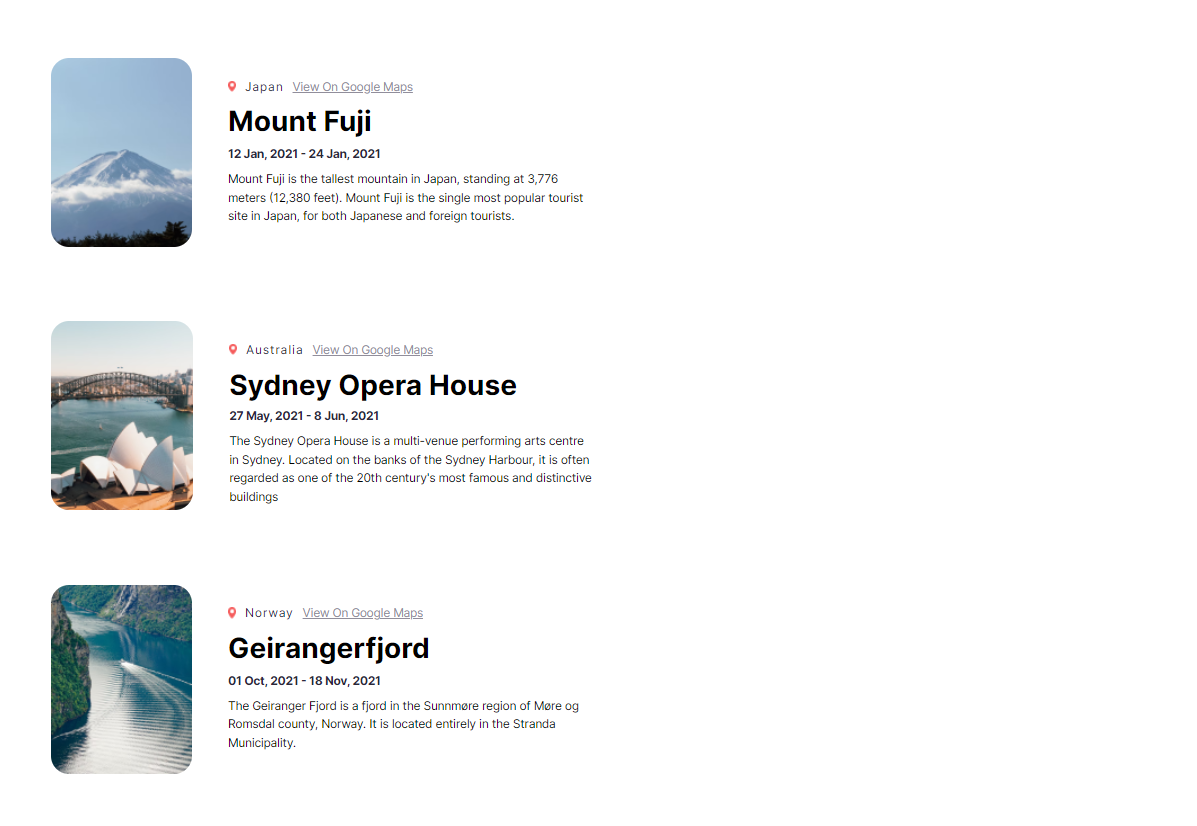 Japan View On Google Maps
Mount Fuji
12 Jan, 2021 - 24 Jan, 2021
Mount Fuji is the tallest mountain in Japan, standing at 3,776
meters (12,380 feet). Mount Fuji is the single most popular tourist
site in Japan, for both Japanese and foreign tourists.
Australia View On Google Maps
Sydney Opera House
27 May, 2021 - 8 Jun, 2021
The Sydney Opera House is a multi-venue performing arts centre
in Sydney. Located on the banks of the Sydney Harbour, it is often
regarded as one of the 20th century's most famous and distinctive
buildings
Norway View On Google Maps
Geirangerfjord
01 Oct, 2021 - 18 Nov, 2021
The Geiranger Fjord is a fjord in the Sunnmøre region of Møre og
Romsdal county, Norway. It is located entirely in the Stranda
Municipality.